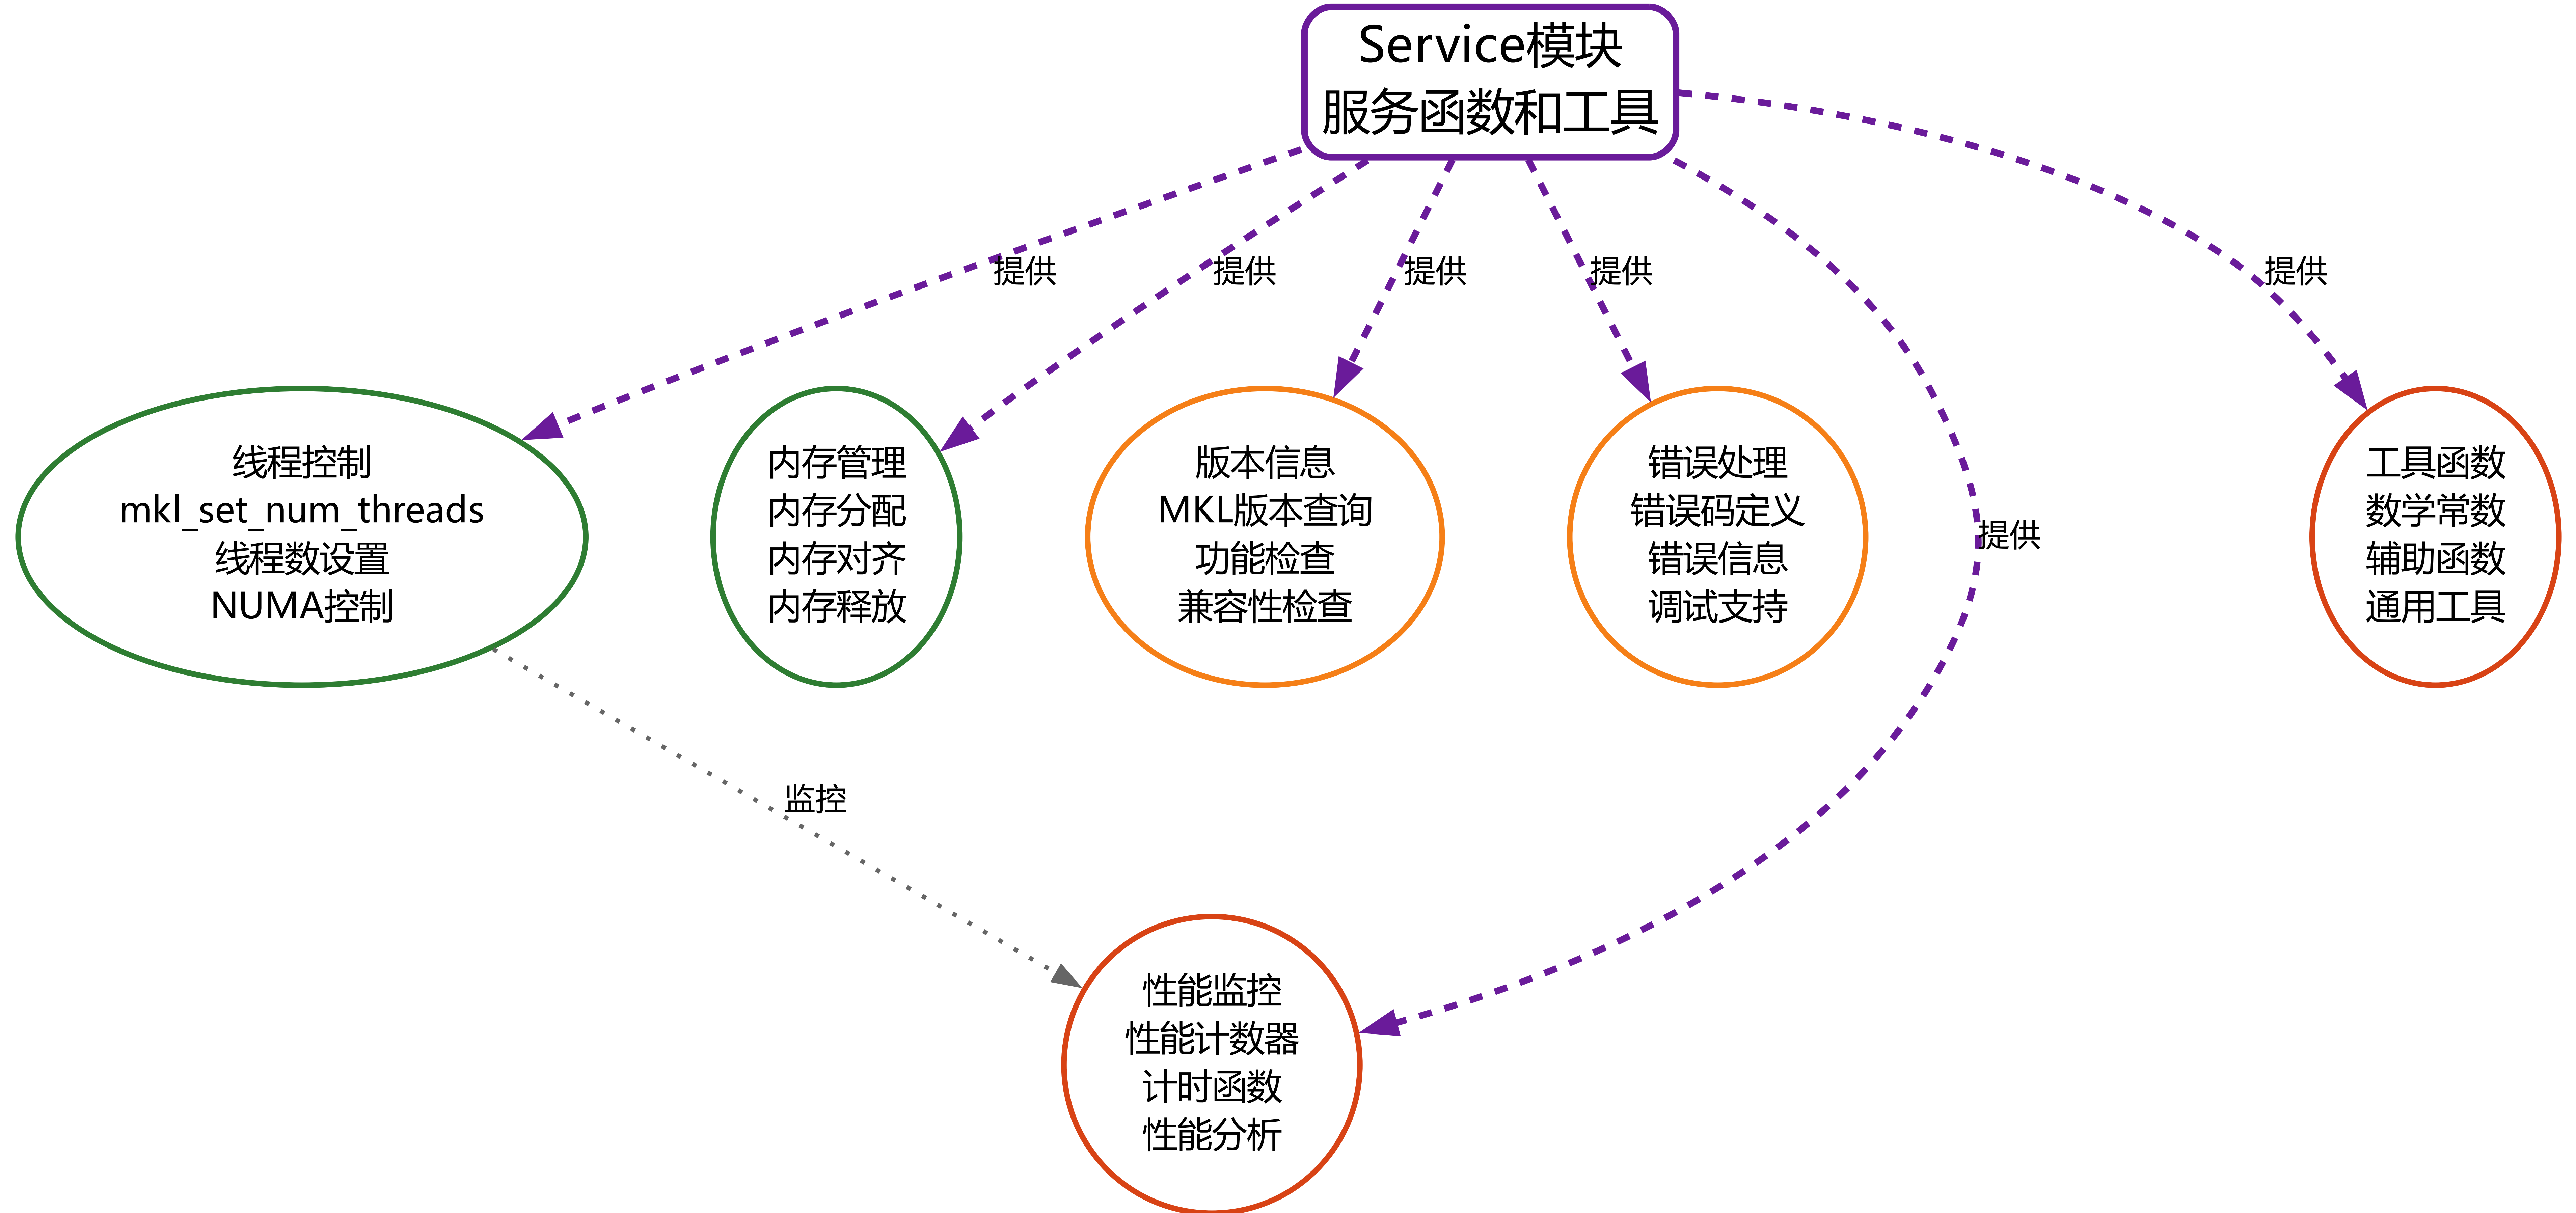 Service模块
服务函数和工具
提供
提供
提供
提供
提供
线程控制
mkl_set_num_threads
线程数设置
NUMA控制
内存管理
内存分配
内存对齐
内存释放
版本信息
MKL版本查询
功能检查
兼容性检查
错误处理
错误码定义
错误信息
调试支持
提供
工具函数
数学常数
辅助函数
通用工具
监控
性能监控
性能计数器
计时函数
性能分析